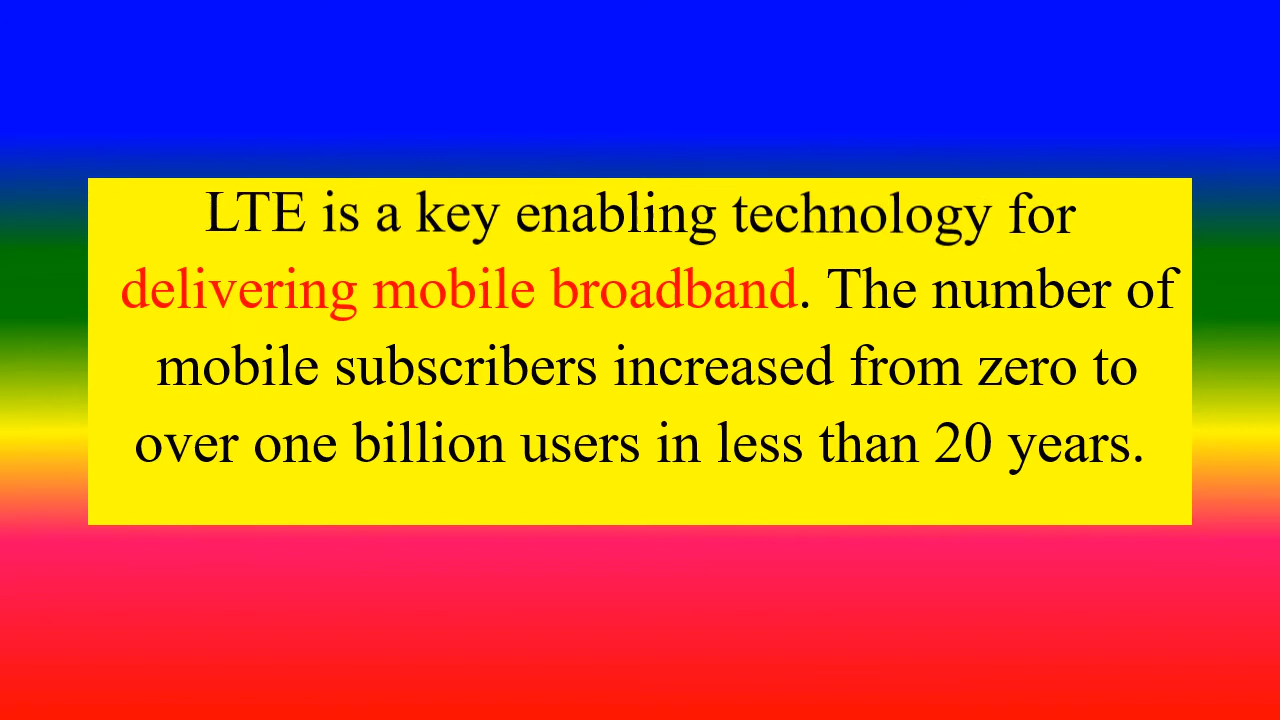 LTE is a key enabling technology for
delivering mobile broadband. The number of
mobile subscribers increased from zero to
over one billion users in less than 20 years.